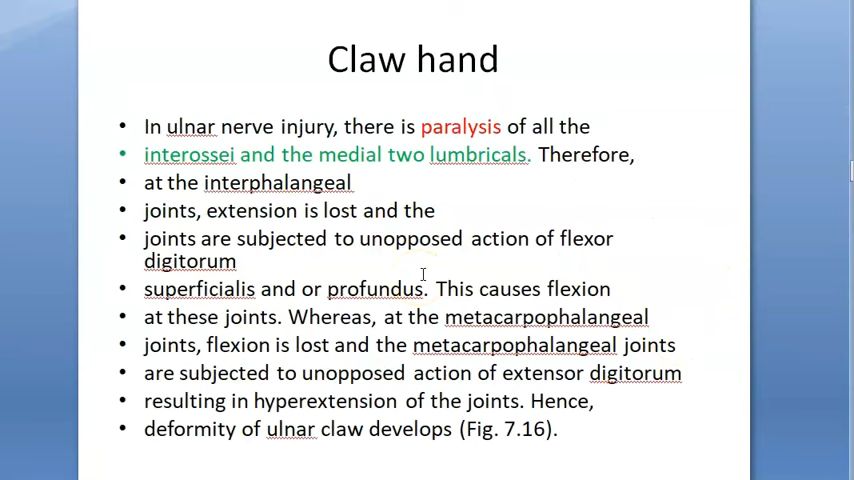 Claw hand
• In ulnar nerve injury, there is paralysis of all the
• interossei and the medial two lumbricals. Therefore,
• at the interphalangeal
• joints, extension is lost and the
• joints are subjected to unopposed action of flexor
digitorum
• superficialis and or profundus. This causes flexion
• at these joints. Whereas, at the metacarpophalangeal
• joints, flexion is lost and the metacarpophalangeal joints
• are subjected to unopposed action of extensor digitorum
• resulting in hyperextension of the joints. Hence,
• deformity of ulnar claw develops (Fig. 7.16).